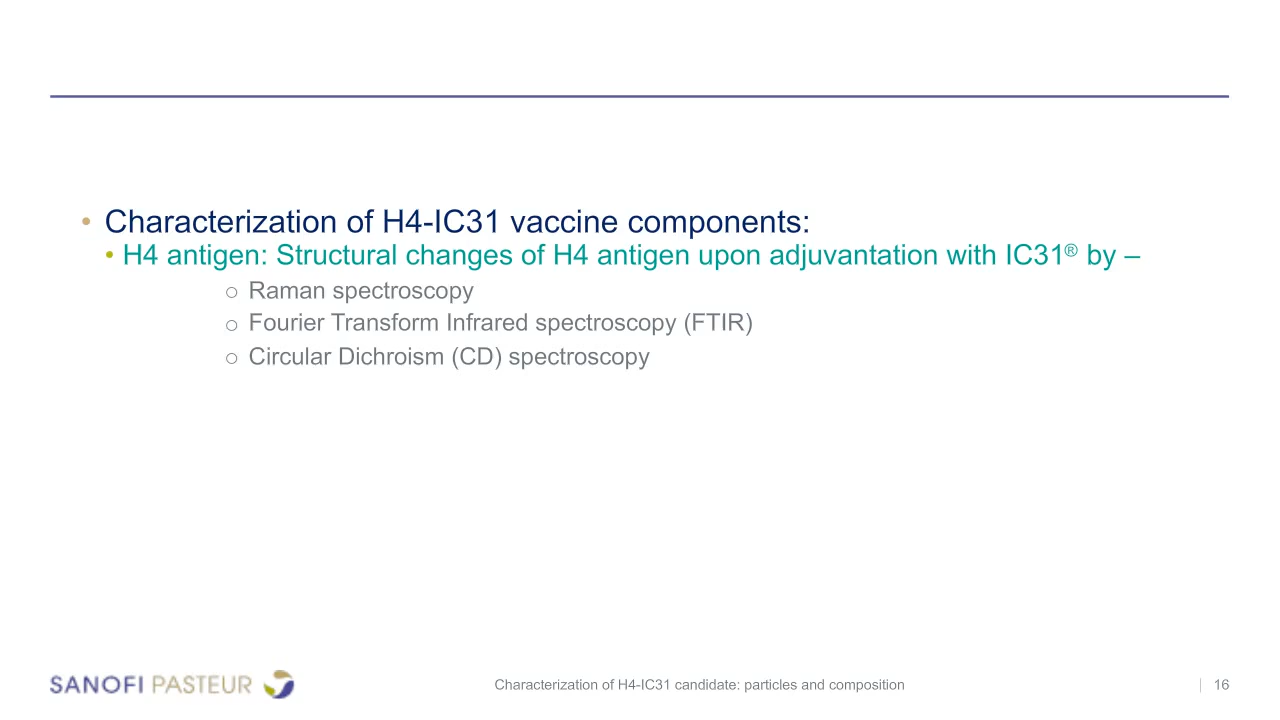 • Characterization of H4-IC31 vaccine components:
• H4 antigen: Structural changes of H4 antigen upon adjuvantation with IC31® by –
o Raman spectroscopy
o Fourier Transform Infrared spectroscopy (FTIR)
o Circular Dichroism (CD) spectroscopy
SANOFI PASTEUR
Characterization of H4-IC31 candidate: particles and composition
| 16